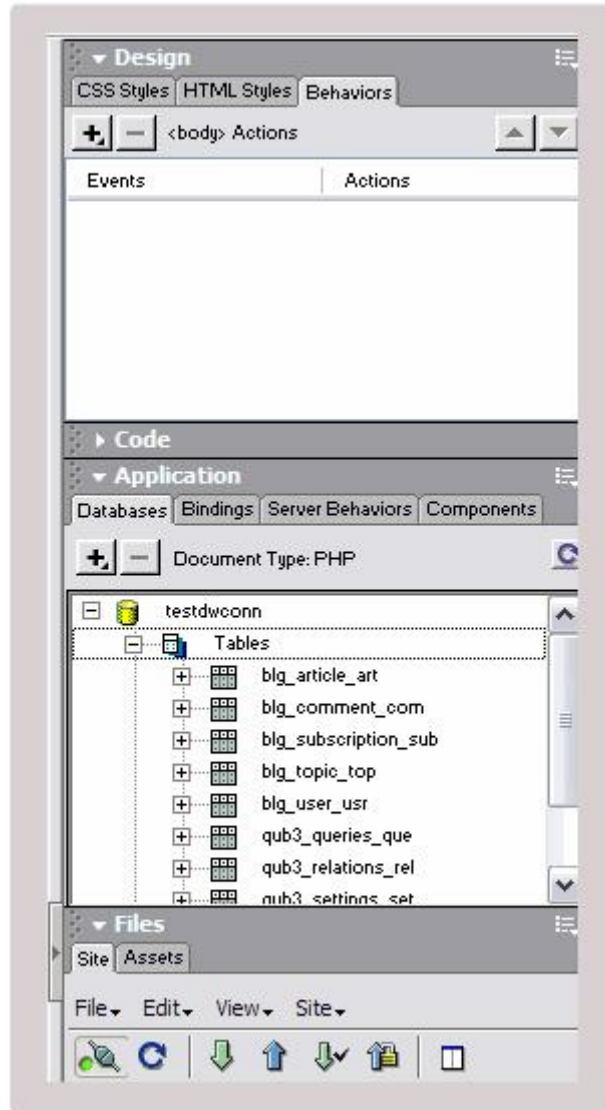 Design
CSS Styles HTML Styles Behaviors
<body> Actions
Events Actions
Code
Application
Databases Bindings Server Behaviors Components
Document Type: PHP
testdwconn
Tables
blg_article_art
blg_comment_com
blg_subscription_sub
blg_topic_top
blg_user_usr
qub3_queries_que
qub3_relations_rel
qub3_settings_set
Files
Site Assets
File Edit View Site